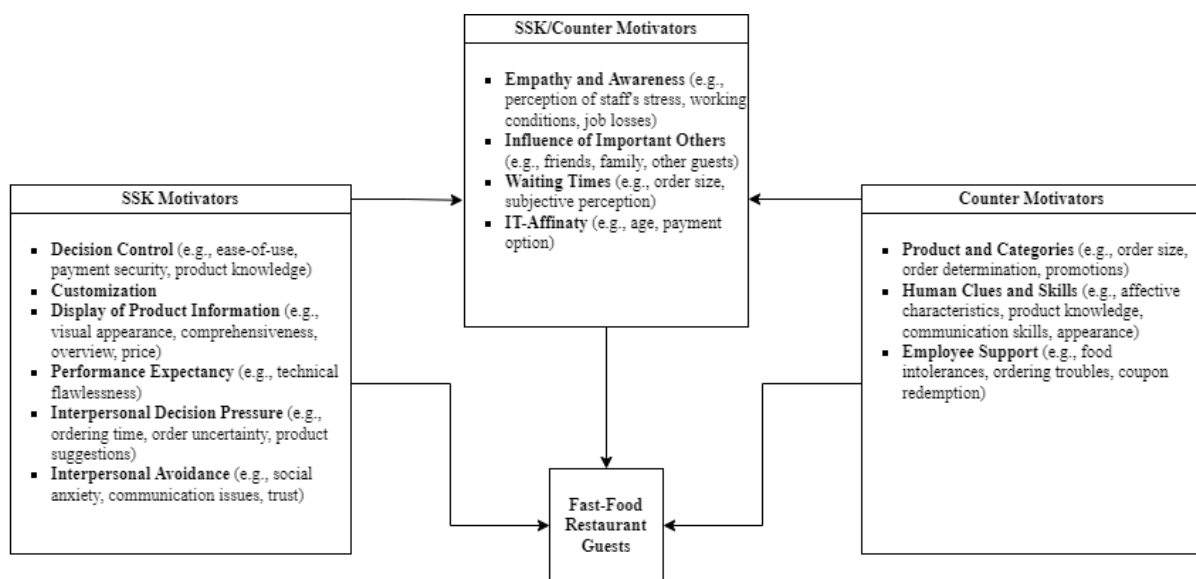 SSK/Counter Motivators
▪ Empathy and Awareness (e.g.,
perception of staff's stress, working
conditions, job losses)
▪ Influence of Important Others
(e.g., friends, family, other guests)
▪ Waiting Times (e.g., order size,
subjective perception)
▪ IT-Affinaty (e.g., age, payment
option)
SSK Motivators
▪ Decision Control (e.g., ease-of-use,
payment security, product knowledge)
▪ Customization
▪ Display of Product Information (e.g.,
visual appearance, comprehensiveness,
overview, price)
▪ Performance Expectancy (e.g., technical
flawlessness)
▪ Interpersonal Decision Pressure (e.g.,
ordering time, order uncertainty, product
suggestions)
▪ Interpersonal Avoidance (e.g., social
anxiety, communication issues, trust)
Counter Motivators
▪ Product and Categories (e.g., order size,
order determination, promotions)
▪ Human Clues and Skills (e.g., affective
characteristics, product knowledge,
communication skills, appearance)
▪ Employee Support (e.g., food
intolerances, ordering troubles, coupon
redemption)
Fast-Food
Restaurant
Guests